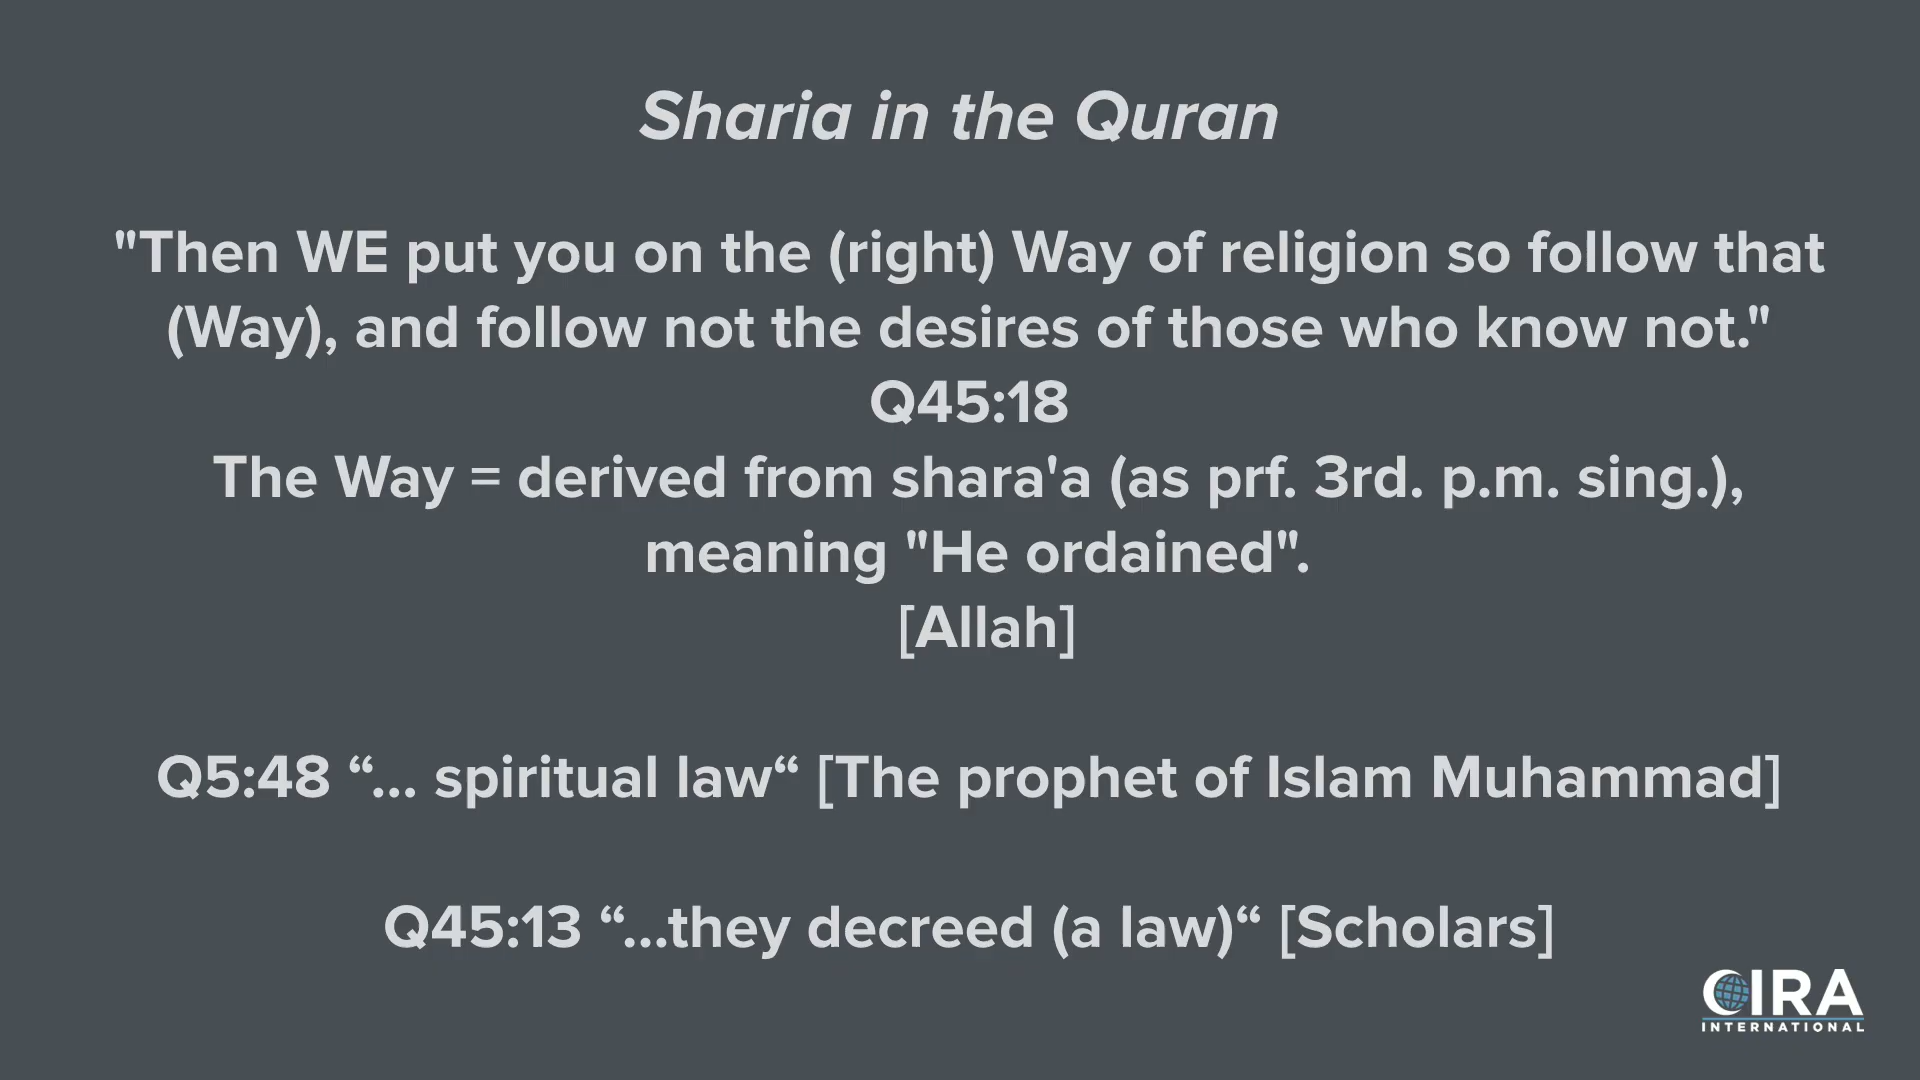 Sharia in the Quran
"Then WE put you on the (right) Way of religion so follow that
(Way), and follow not the desires of those who know not."
Q45:18
The Way = derived from shara'a (as prf. 3rd. p.m. sing.),
meaning "He ordained".
[Allah]
Q5:48 “... spiritual law“ [The prophet of Islam Muhammad]
Q45:13 “...they decreed (a law)“ [Scholars]
CIRA
INTERNATIONAL